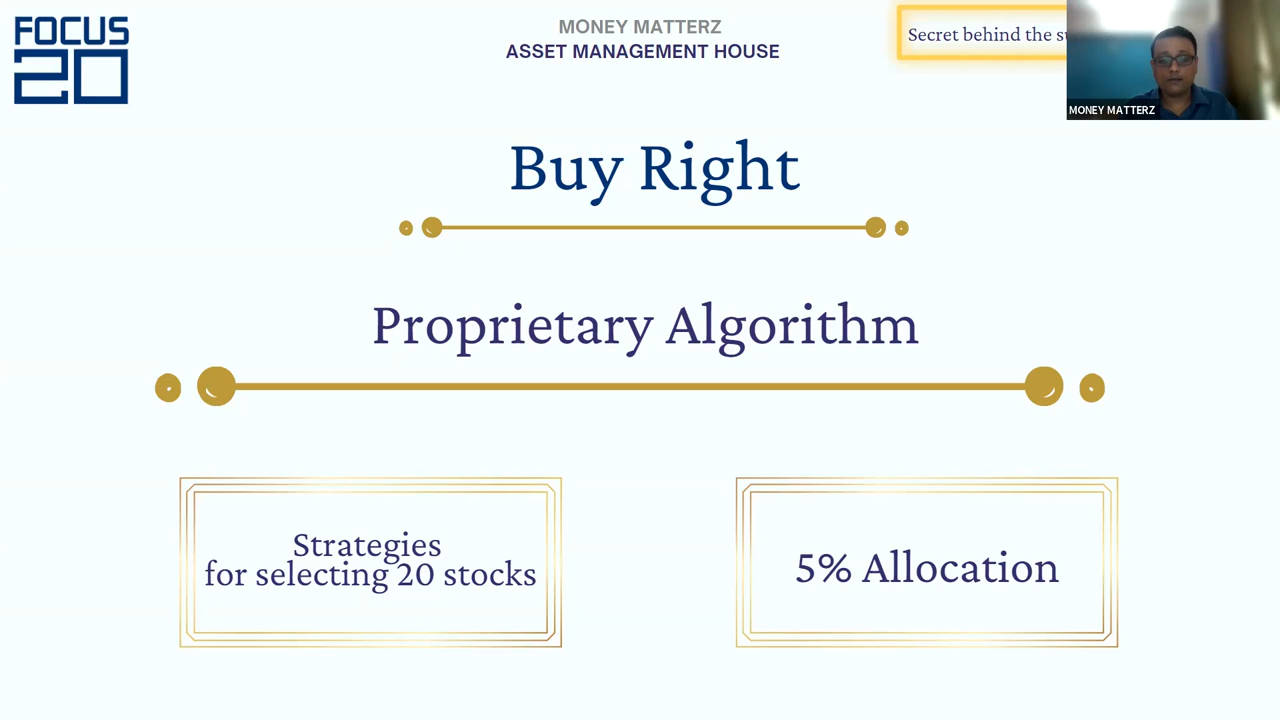 FOCUS
20
MONEY MATTERZ
ASSET MANAGEMENT HOUSE
Secret behind the
MONEY MATTERZ
Buy Right
Proprietary Algorithm
Strategies
for selecting 20 stocks
5% Allocation